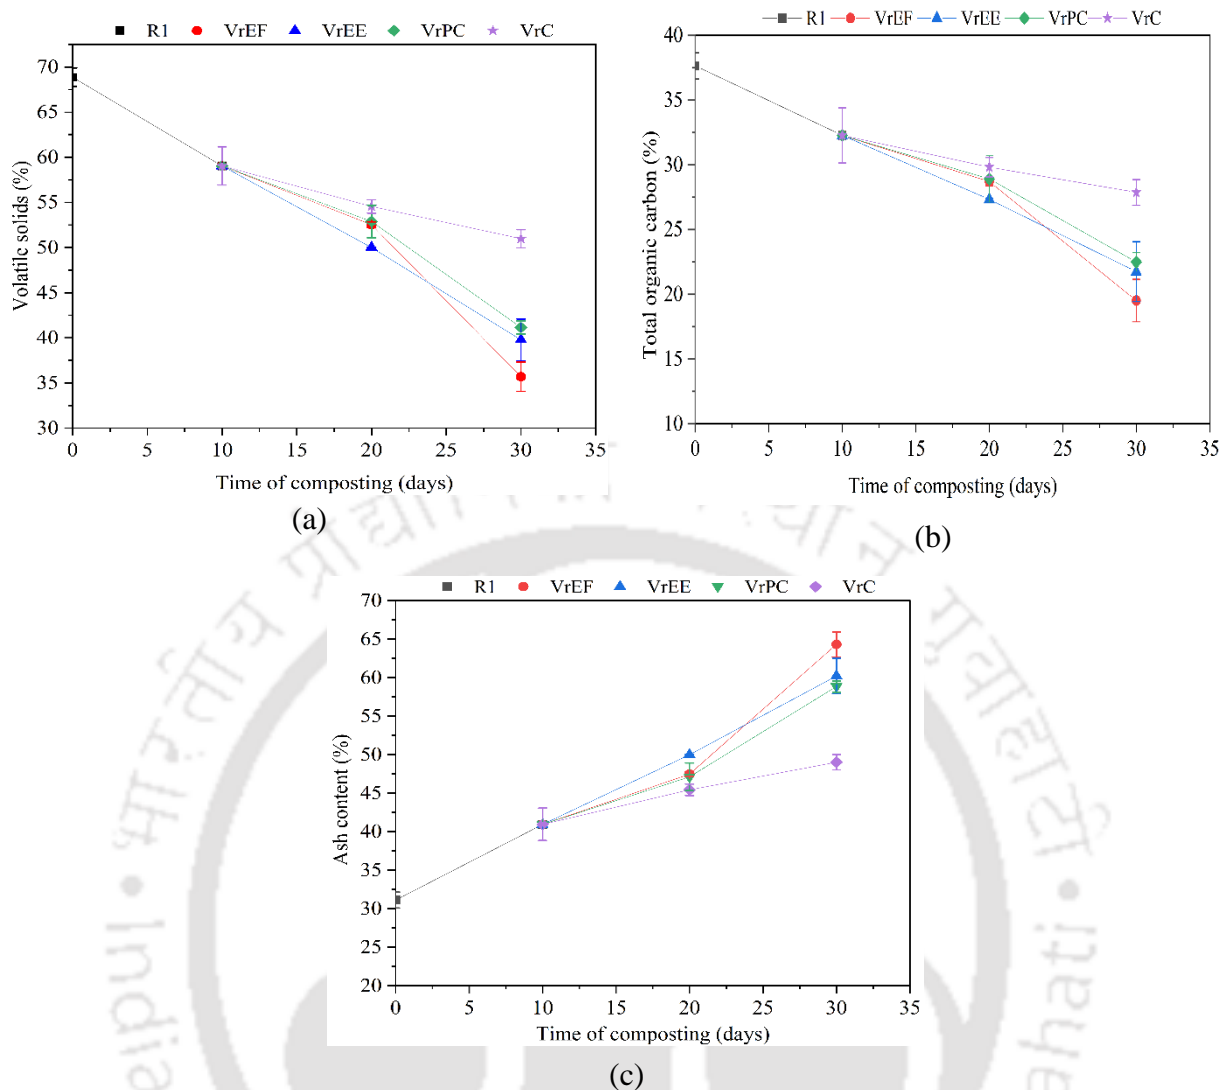 R1 VrEF VrEE VrPC VrC
70
65
60
55
50
45
40
35
30
Volatile solids (%)
0 5 10 15 20 25 30 35
Time of composting (days)
(a)
R1 VrEF VrEE VrPC VrC
40
35
30
25
20
15
10
Total organic carbon (%)
0 5 10 15 20 25 30 35
Time of composting (days)
(b)
R1 VrEF VrEE VrPC VrC
70
65
60
55
50
45
40
35
30
25
20
Ash content (%)
0 5 10 15 20 25 30 35
Time of composting (days)
(c)
भारतीय प्रौद्योगिकी
गुवाहाटी